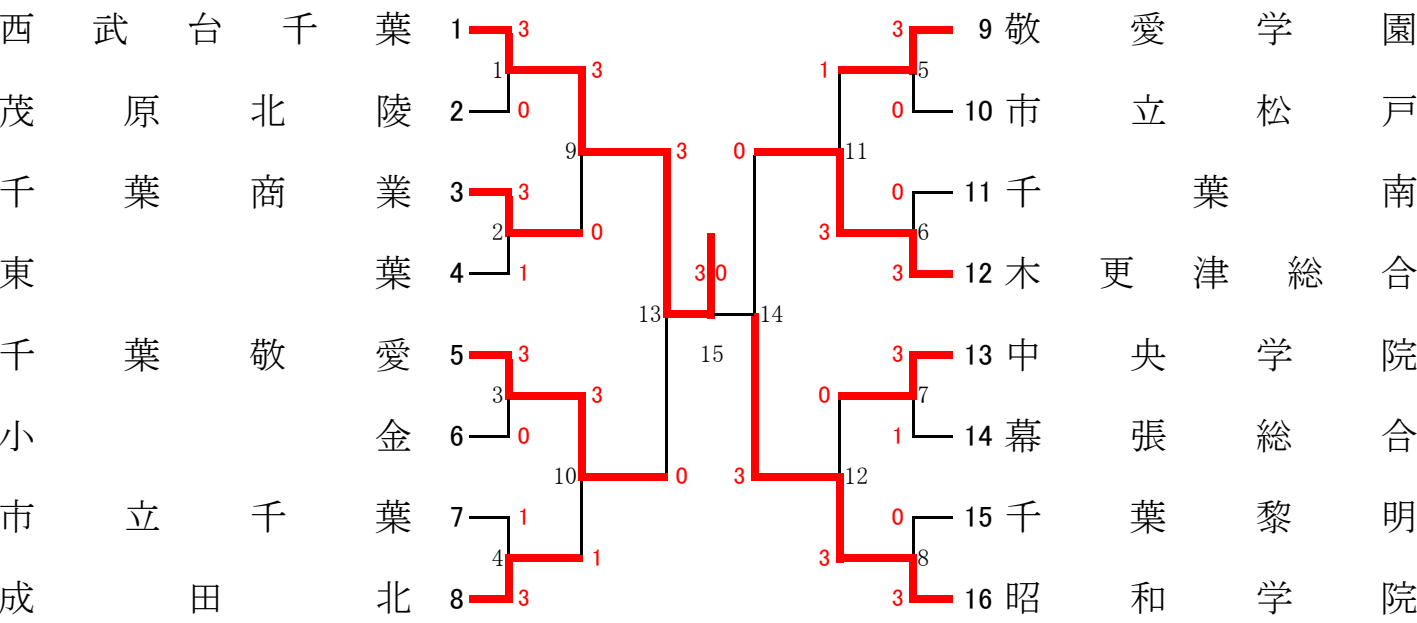 西武台千葉 1 3 3 9 敬愛学園
1 3 1 5
茂原北陵 2 0 0 10 市立松戸
9 3 0 11
千葉商業 3 3 0 11 千葉南
2 0 3 6
東葉 4 1 3 0 3 12 木更津総合
13 14
千葉敬愛 5 3 15 3 13 中央学院
3 3 0 7
小金 6 0 1 14 幕張総合
10 0 3 12
市立千葉 7 1 0 15 千葉黎明
4 1 3 8
成田北 8 3 3 16 昭和学院